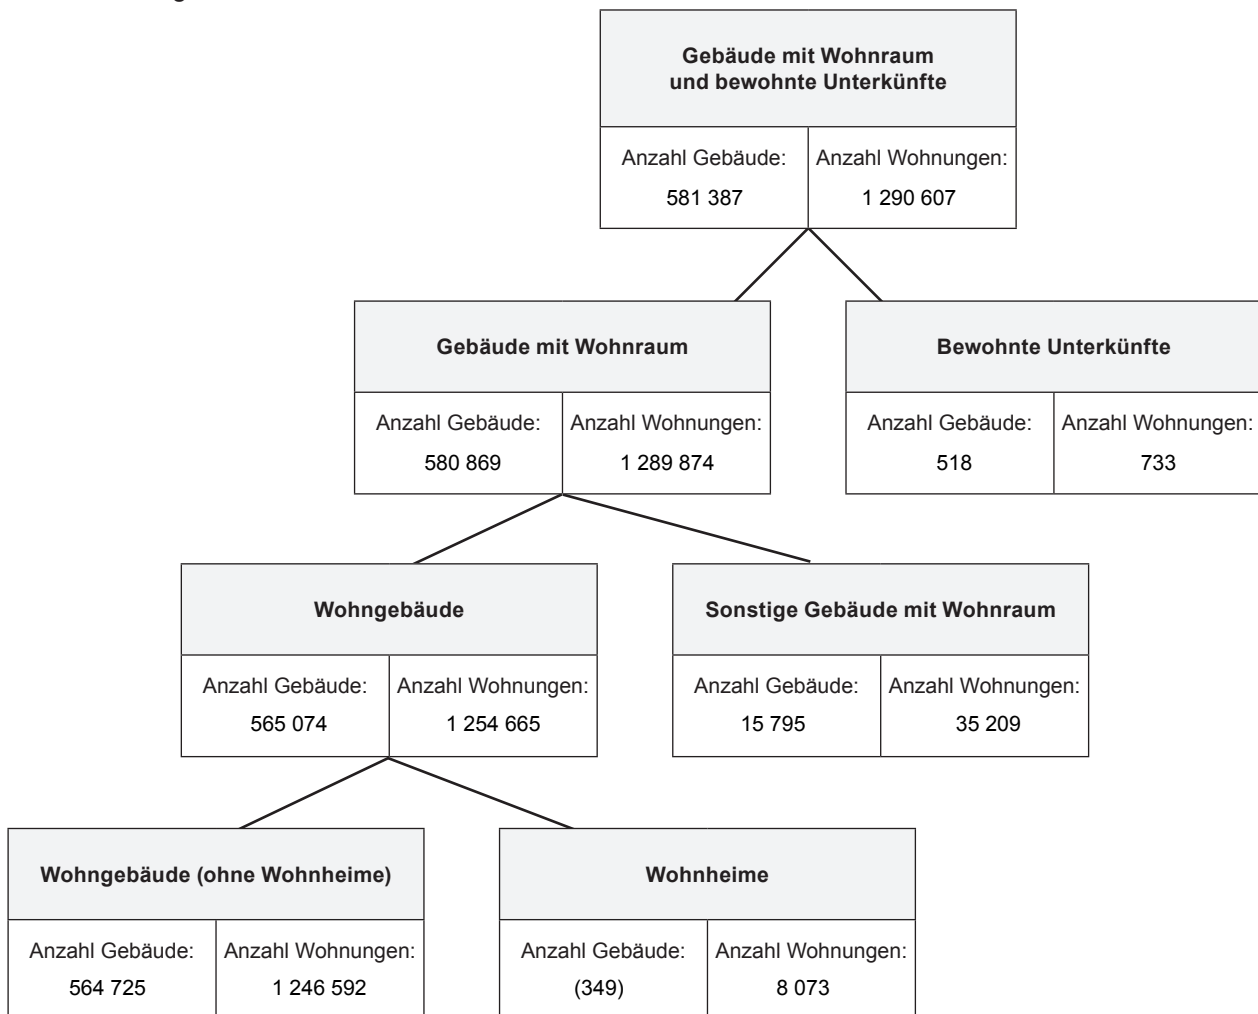 Gebäude mit Wohnraum
und bewohnte Unterkünfte
Anzahl Gebäude:
581 387
Anzahl Wohnungen:
1 290 607
Gebäude mit Wohnraum
Anzahl Gebäude:
580 869
Anzahl Wohnungen:
1 289 874
Bewohnte Unterkünfte
Anzahl Gebäude:
518
Anzahl Wohnungen:
733
Wohngebäude
Anzahl Gebäude:
565 074
Anzahl Wohnungen:
1 254 665
Sonstige Gebäude mit Wohnraum
Anzahl Gebäude:
15 795
Anzahl Wohnungen:
35 209
Wohngebäude (ohne Wohnheime)
Anzahl Gebäude:
564 725
Anzahl Wohnungen:
1 246 592
Wohnheime
Anzahl Gebäude:
(349)
Anzahl Wohnungen:
8 073